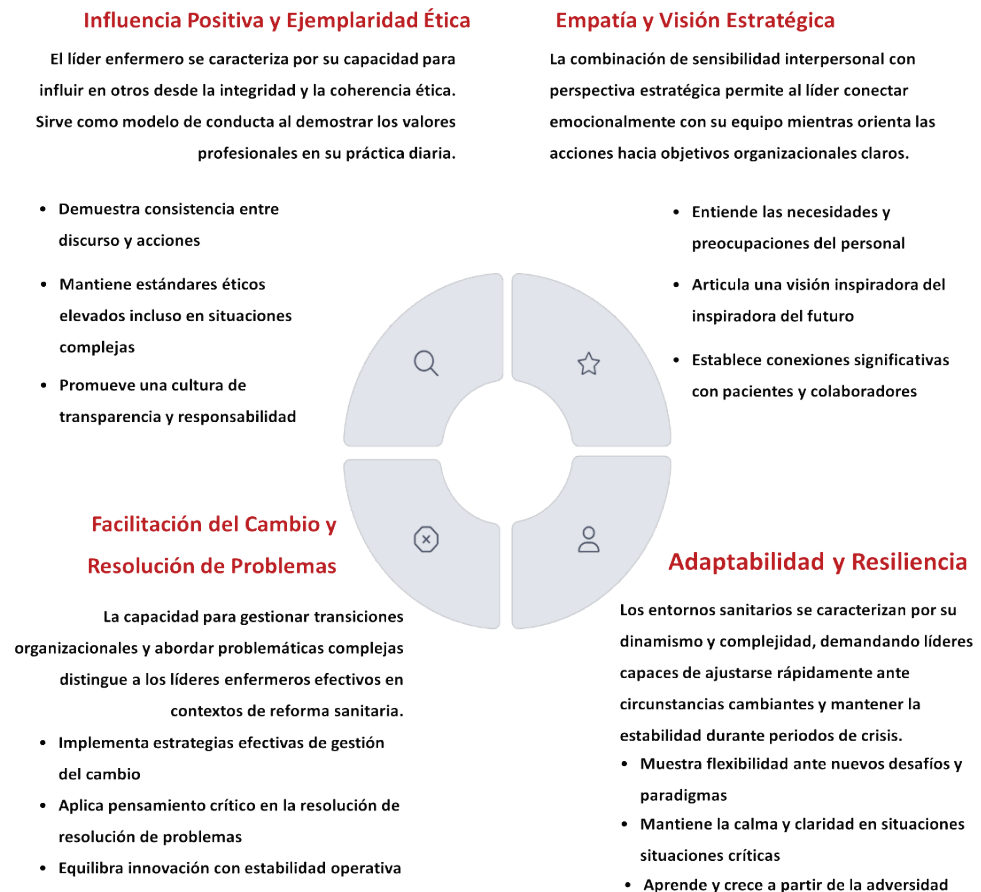 Influencia Positiva y Ejemplaridad Ética
El líder enfermero se caracteriza por su capacidad para
influir en otros desde la integridad y la coherencia ética.
Sirve como modelo de conducta al demostrar los valores
profesionales en su práctica diaria.
• Demuestra consistencia entre
discurso y acciones
• Mantiene estándares éticos
elevados incluso en situaciones
complejas
• Promueve una cultura de
transparencia y responsabilidad
Empatía y Visión Estratégica
La combinación de sensibilidad interpersonal con
perspectiva estratégica permite al líder conectar
emocionalmente con su equipo mientras orienta las
acciones hacia objetivos organizacionales claros.
• Entiende las necesidades y
preocupaciones del personal
• Articula una visión inspiradora del
inspiradora del futuro
• Establece conexiones significativas
con pacientes y colaboradores
Facilitación del Cambio y
Resolución de Problemas
La capacidad para gestionar transiciones
organizacionales y abordar problemáticas complejas
distingue a los líderes enfermeros efectivos en
contextos de reforma sanitaria.
• Implementa estrategias efectivas de gestión
del cambio
• Aplica pensamiento crítico en la resolución de
resolución de problemas
• Equilibra innovación con estabilidad operativa
Adaptabilidad y Resiliencia
Los entornos sanitarios se caracterizan por su
dinamismo y complejidad, demandando líderes
capaces de ajustarse rápidamente ante
circunstancias cambiantes y mantener la
estabilidad durante periodos de crisis.
• Muestra flexibilidad ante nuevos desafíos y
paradigmas
• Mantiene la calma y claridad en situaciones
situaciones críticas
• Aprende y crece a partir de la adversidad